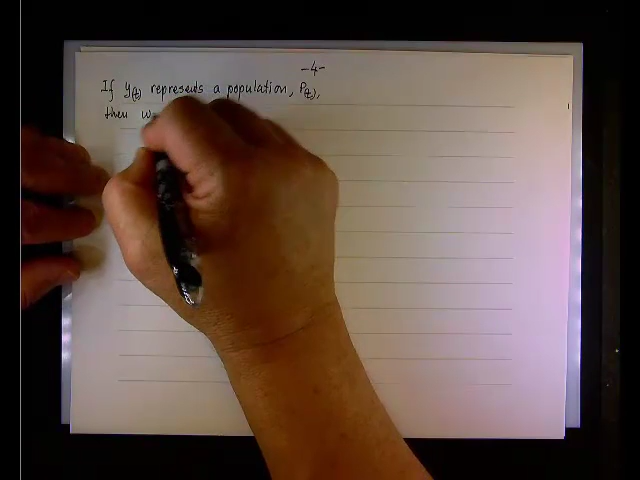 -4-
If y(t) represents a population, P(t),
then w